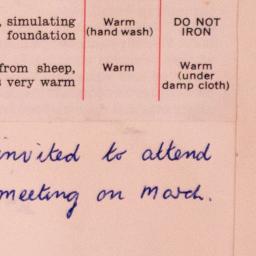 , simulating Warm DO NOT
foundation (hand wash) IRON
from sheep, Warm Warm
s very warm (under
damp cloth)
invited to attend
meeting on March.